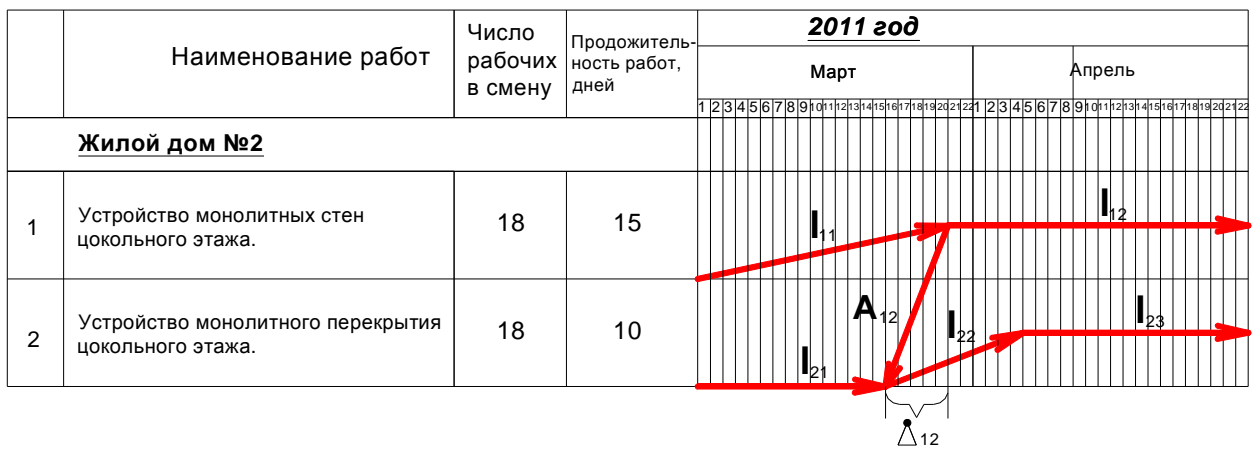 Наименование работ
Число
рабочих
в смену
Продожитель-
ность работ,
дней
2011 год
Март
Апрель
1 2 3 4 5 6 7 8 9 10 11 12 13 14 15 16 17 18 19 20 21 22 1 2 3 4 5 6 7 8 9 10 11 12 13 14 15 16 17 18 19 20 21 22
Жилой дом №2
1
Устройство монолитных стен
цокольного этажа.
18
15
I11
I12
2
Устройство монолитного перекрытия
цокольного этажа.
18
10
A12
I22
I23
I21
12